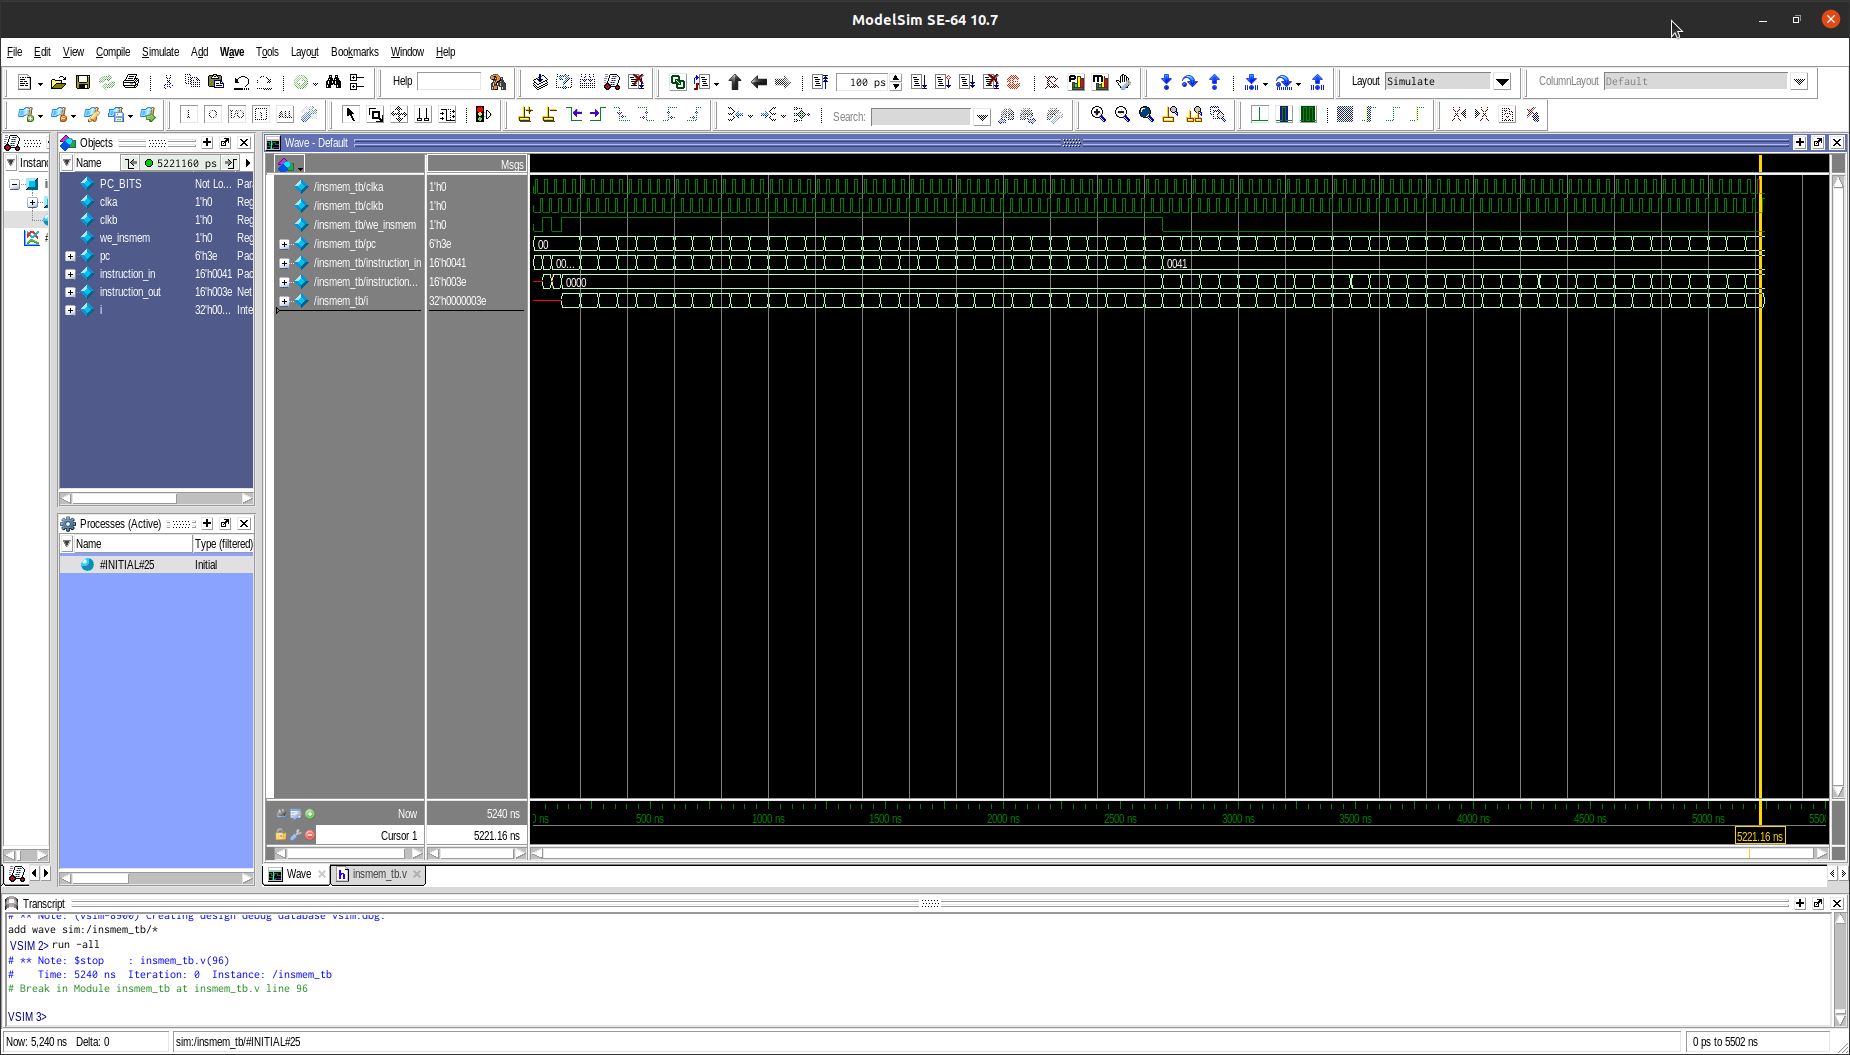 ModelSim SE-64 10.7
File Edit View Compile Simulate Add Wave Tools Layout Bookmarks Window Help
Help 100 ps Layout Simulate ColumnLayout Default
ALL Search:
Objects
Wave - Default
Instanc
Name 5221160 ps
Msgs
PC_BITS Not Lo... Par
clka 1'h0 Reg
clkb 1'h0 Reg
we_insmem 1'h0 Reg
pc 6'h3e Pac
instruction_in 16'h0041 Pac
instruction_out 16'h003e Net
i 32'h00... Inte
/insmem_tb/clka 1'h0
/insmem_tb/clkb 1'h0
/insmem_tb/we_insmem 1'h0
/insmem_tb/pc 6'h3e 00
/insmem_tb/instruction_in 16'h0041 00... 0041
/insmem_tb/instruction... 16'h003e 0000
/insmem_tb/i 32'h0000003e
Processes (Active)
Name Type (filtered)
#INITIAL#25 Initial
Now 5240 ns
0 ns 500 ns 1000 ns 1500 ns 2000 ns 2500 ns 3000 ns 3500 ns 4000 ns 4500 ns 5000 ns 550
Cursor 1 5221.16 ns 5221.16 ns
Wave insmem_tb.v
Transcript
# ** Note: (vsim-8900) Creating design debug database vsim.dbg.
add wave sim:/insmem_tb/*
VSIM 2> run -all
# ** Note: $stop : insmem_tb.v(96)
# Time: 5240 ns Iteration: 0 Instance: /insmem_tb
# Break in Module insmem_tb at insmem_tb.v line 96
VSIM 3>
Now: 5,240 ns Delta: 0 sim:/insmem_tb/#INITIAL#25 0 ps to 5502 ns